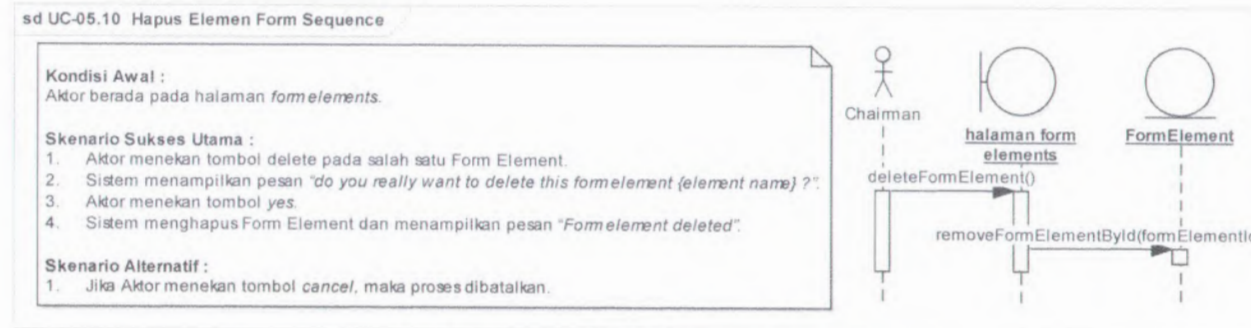 sd UC-05.10 Hapus Elemen Form Sequence
Kondisi Awal :
Aktor berada pada halaman form elements.
Skenario Sukses Utama :
1. Aktor menekan tombol delete pada salah satu Form Element.
2. Sistem menampilkan pesan "do you really want to delete this form element {element name} ?".
3. Aktor menekan tombol yes.
4. Sistem menghapus Form Element dan menampilkan pesan "Form element deleted".
Skenario Alternatif :
1. Jika Aktor menekan tombol cancel, maka proses dibatalkan.
Chairman
halaman form
elements
FormElement
deleteFormElement()
removeFormElementById(formElementId